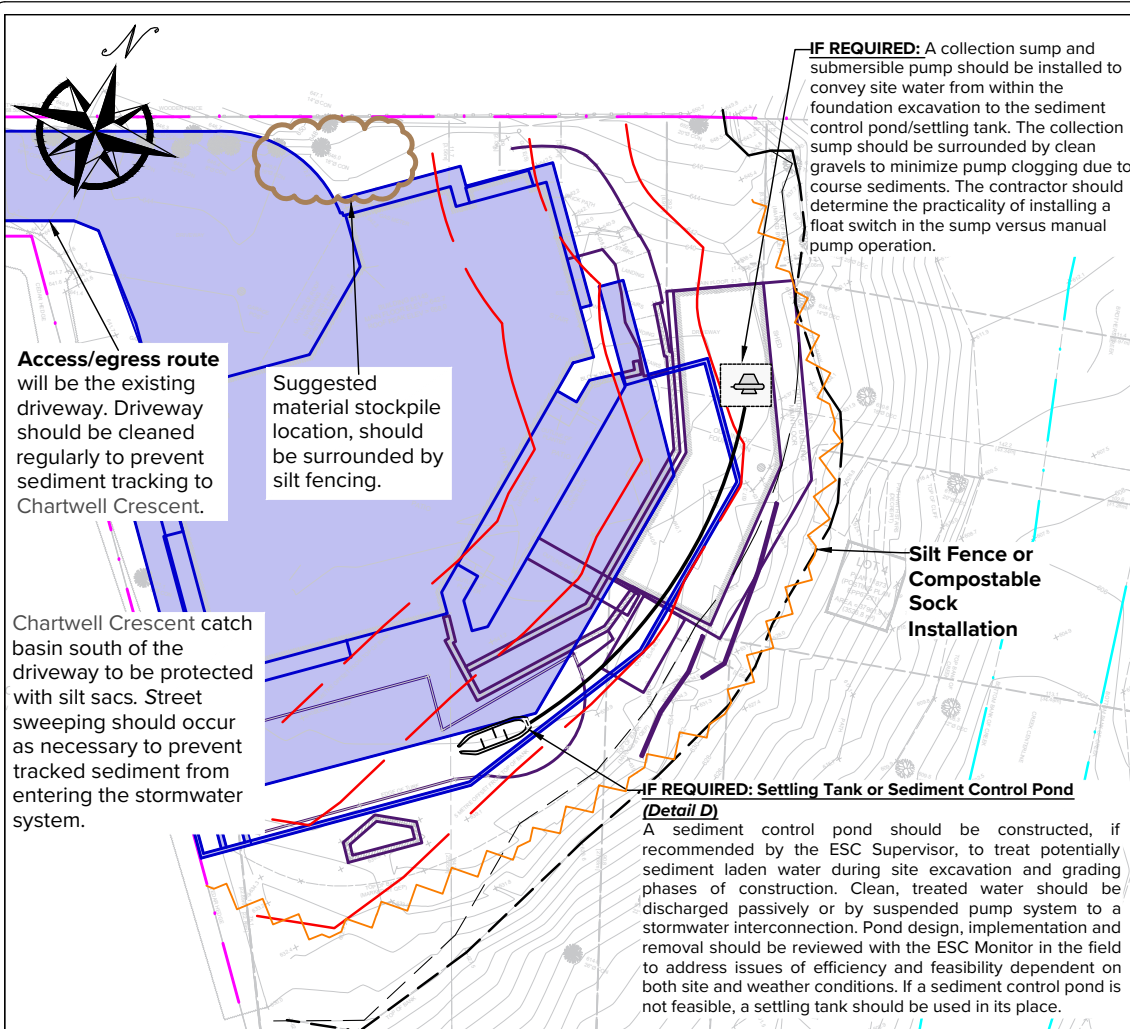 N
IF REQUIRED: A collection sump and
submersible pump should be installed to
convey site water from within the
foundation excavation to the sediment
control pond/settling tank. The collection
sump should be surrounded by clean
gravels to minimize pump clogging due to
course sediments. The contractor should
determine the practicality of installing a
float switch in the sump versus manual
pump operation.
Access/egress route
will be the existing
driveway. Driveway
should be cleaned
regularly to prevent
sediment tracking to
Chartwell Crescent.
Suggested
material stockpile
location, should
be surrounded by
silt fencing.
Silt Fence or
Compostable
Sock
Installation
LOT 4
Chartwell Crescent catch
basin south of the
driveway to be protected
with silt sacs. Street
sweeping should occur
as necessary to prevent
tracked sediment from
entering the stormwater
system.
IF REQUIRED: Settling Tank or Sediment Control Pond
(Detail D)
A sediment control pond should be constructed, if
recommended by the ESC Supervisor, to treat potentially
sediment laden water during site excavation and grading
phases of construction. Clean, treated water should be
discharged passively or by suspended pump system to a
stormwater interconnection. Pond design, implementation and
removal should be reviewed with the ESC Monitor in the field
to address issues of efficiency and feasibility dependent on
both site and weather conditions. If a sediment control pond is
not feasible, a settling tank should be used in its place.